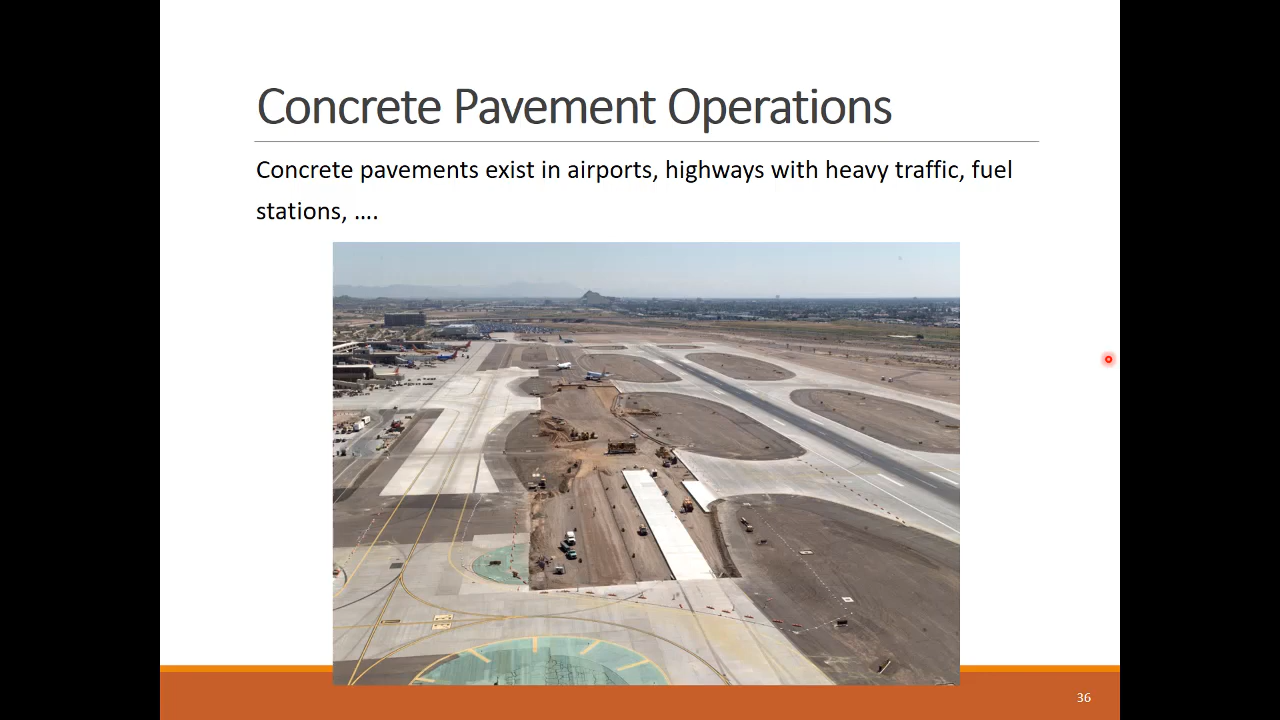 Concrete Pavement Operations
Concrete pavements exist in airports, highways with heavy traffic, fuel
stations, ….
36